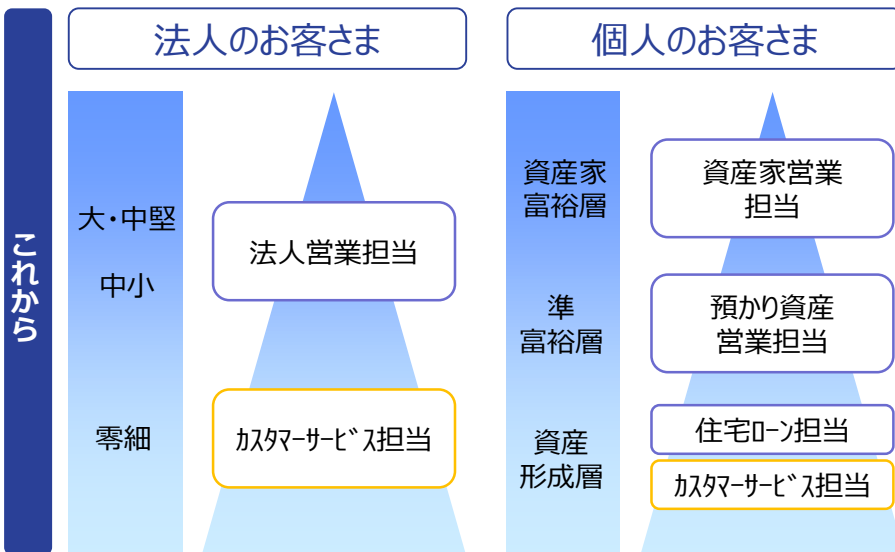 これから
法人のお客さま
大・中堅
中小
零細
法人営業担当
ｶｽﾀﾏｰｻｰﾋﾞｽ担当
個人のお客さま
資産家
富裕層
準
富裕層
資産
形成層
資産家営業
担当
預かり資産
営業担当
住宅ﾛｰﾝ担当
ｶｽﾀﾏｰｻｰﾋﾞｽ担当